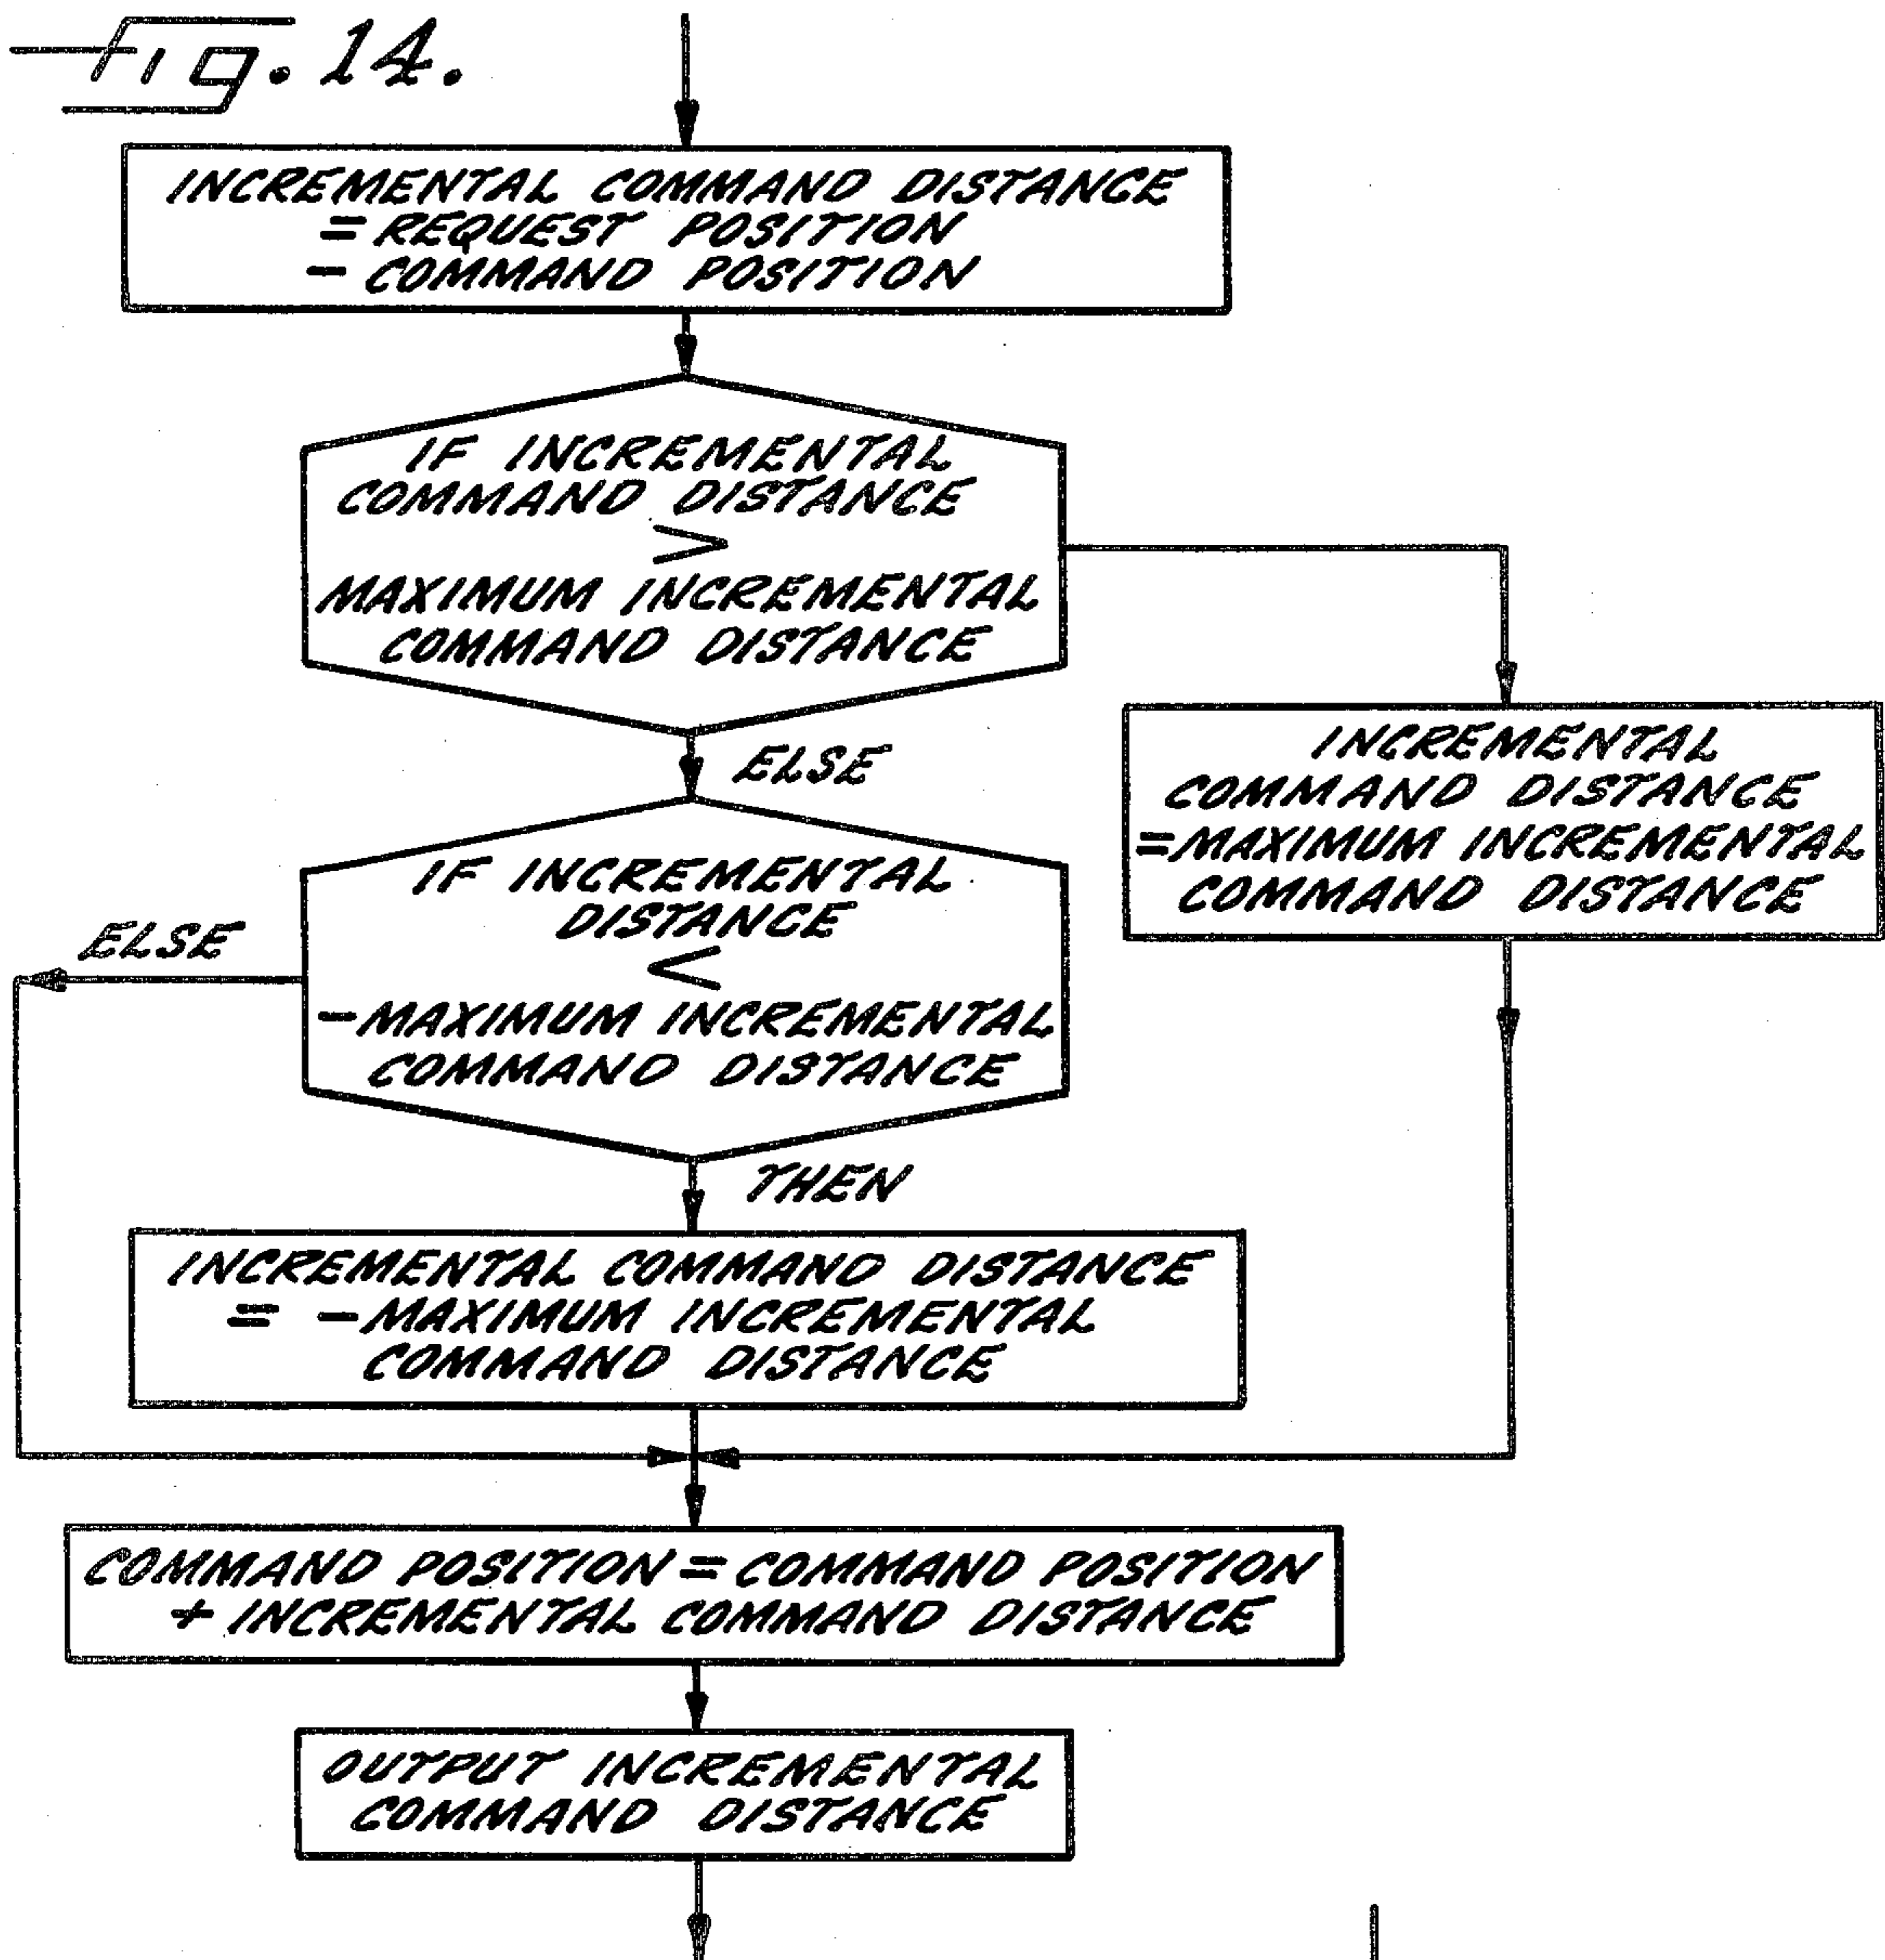 Fig. 14.
INCREMENTAL COMMAND DISTANCE
= REQUEST POSITION
- COMMAND POSITION
IF INCREMENTAL
COMMAND DISTANCE
>
MAXIMUM INCREMENTAL
COMMAND DISTANCE
ELSE
INCREMENTAL
COMMAND DISTANCE
=MAXIMUM INCREMENTAL
COMMAND DISTANCE
IF INCREMENTAL
DISTANCE
<
-MAXIMUM INCREMENTAL
COMMAND DISTANCE
ELSE
THEN
INCREMENTAL COMMAND DISTANCE
= -MAXIMUM INCREMENTAL
COMMAND DISTANCE
COMMAND POSITION = COMMAND POSITION
+ INCREMENTAL COMMAND DISTANCE
OUTPUT INCREMENTAL
COMMAND DISTANCE